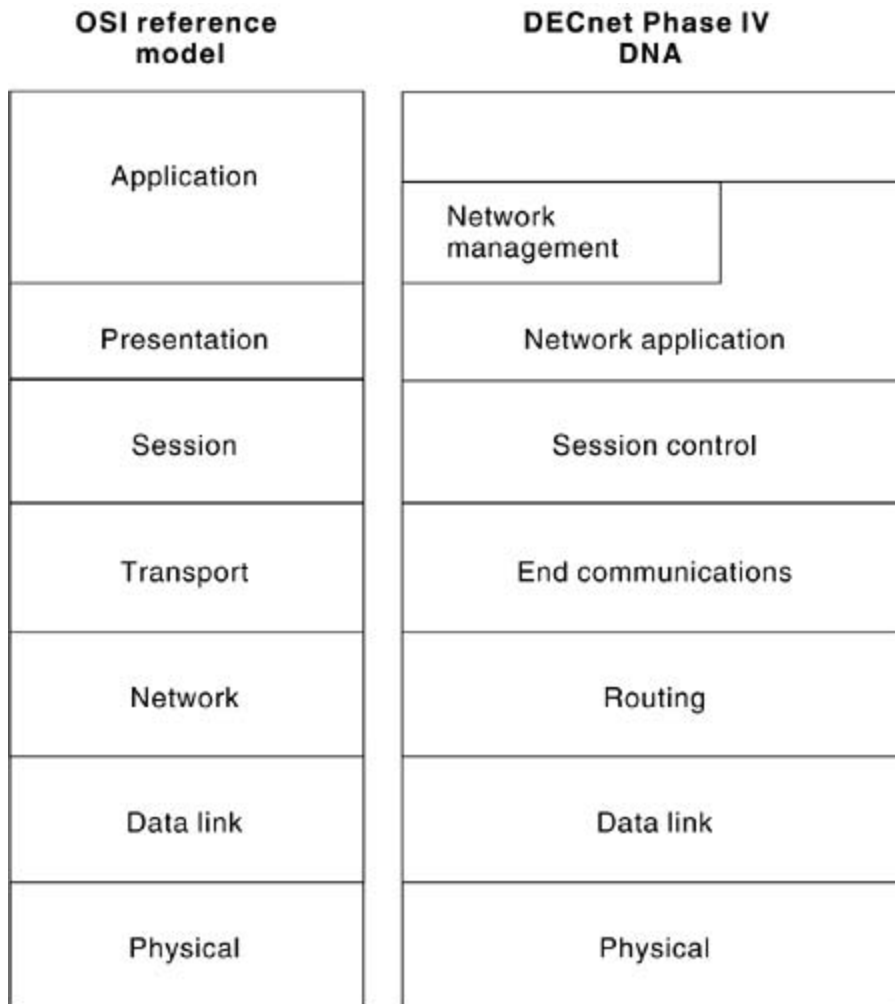 OSI reference
model
DECnet Phase IV
DNA
Application
Network
management
Presentation
Network application
Session
Session control
Transport
End communications
Network
Routing
Data link
Data link
Physical
Physical